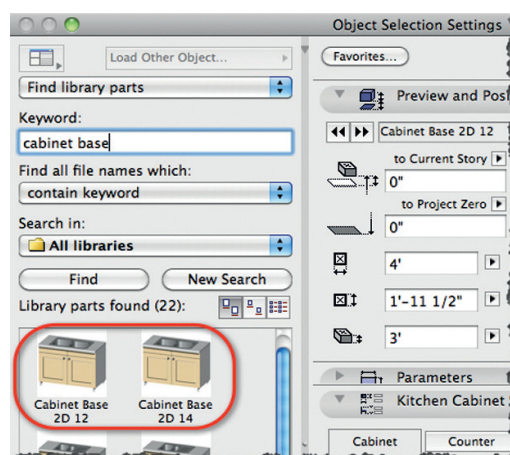 Object Selection Settings
Load Other Object...
Find library parts
Keyword:
cabinet base
Find all file names which:
contain keyword
Search in:
All libraries
Find
New Search
Library parts found (22):
Cabinet Base
2D 12
Cabinet Base
2D 14
Favorites...
Preview and Posi
Cabinet Base 2D 12
to Current Story
0"
to Project Zero
0"
4'
1'-11 1/2"
3'
Parameters
Kitchen Cabinet
Cabinet
Counter